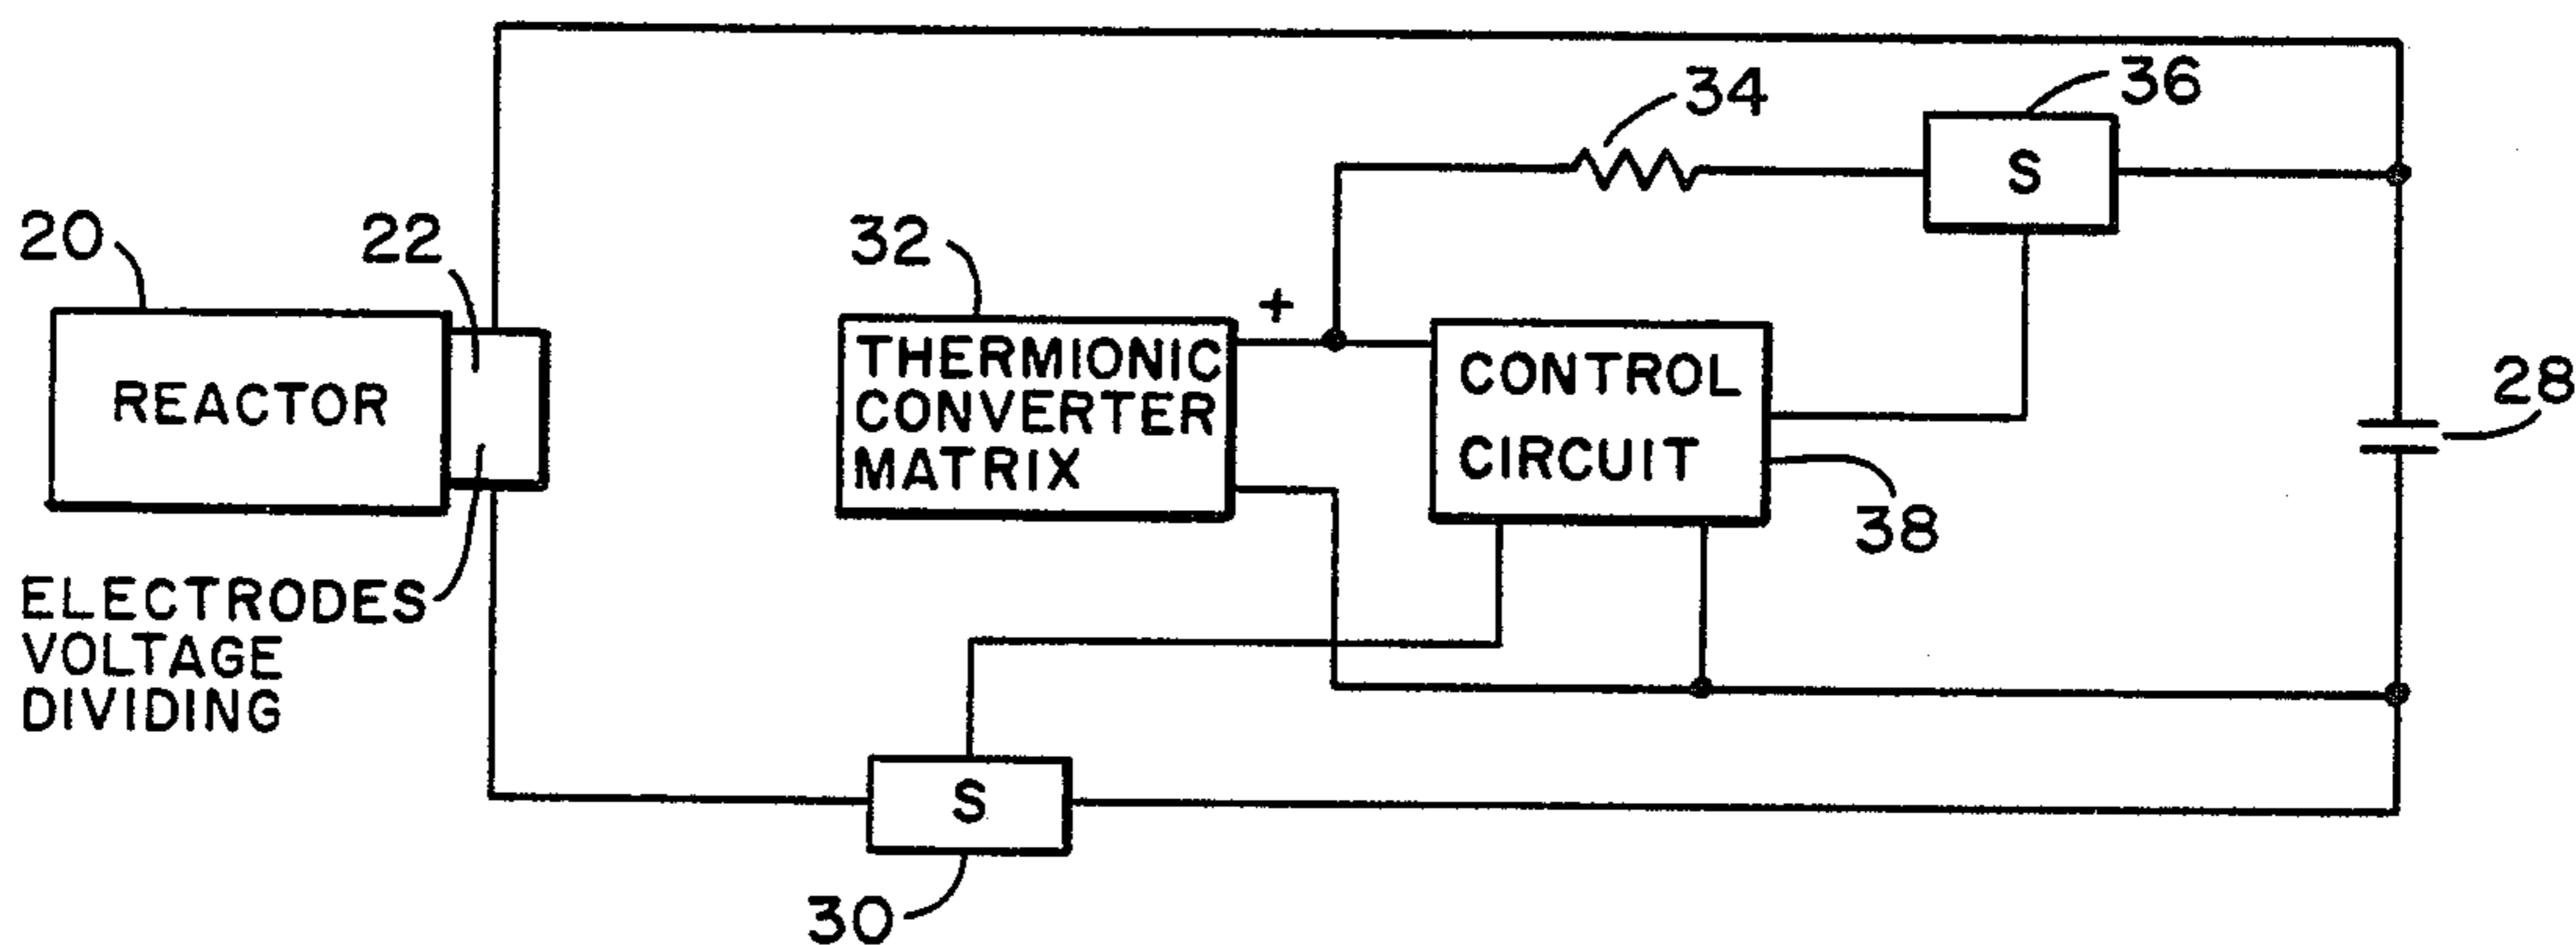 36
34
20
22
32
+
S
REACTOR
THERMIONIC
CONVERTER
MATRIX
CONTROL
CIRCUIT
28
38
ELECTRODES
VOLTAGE
DIVIDING
S
30